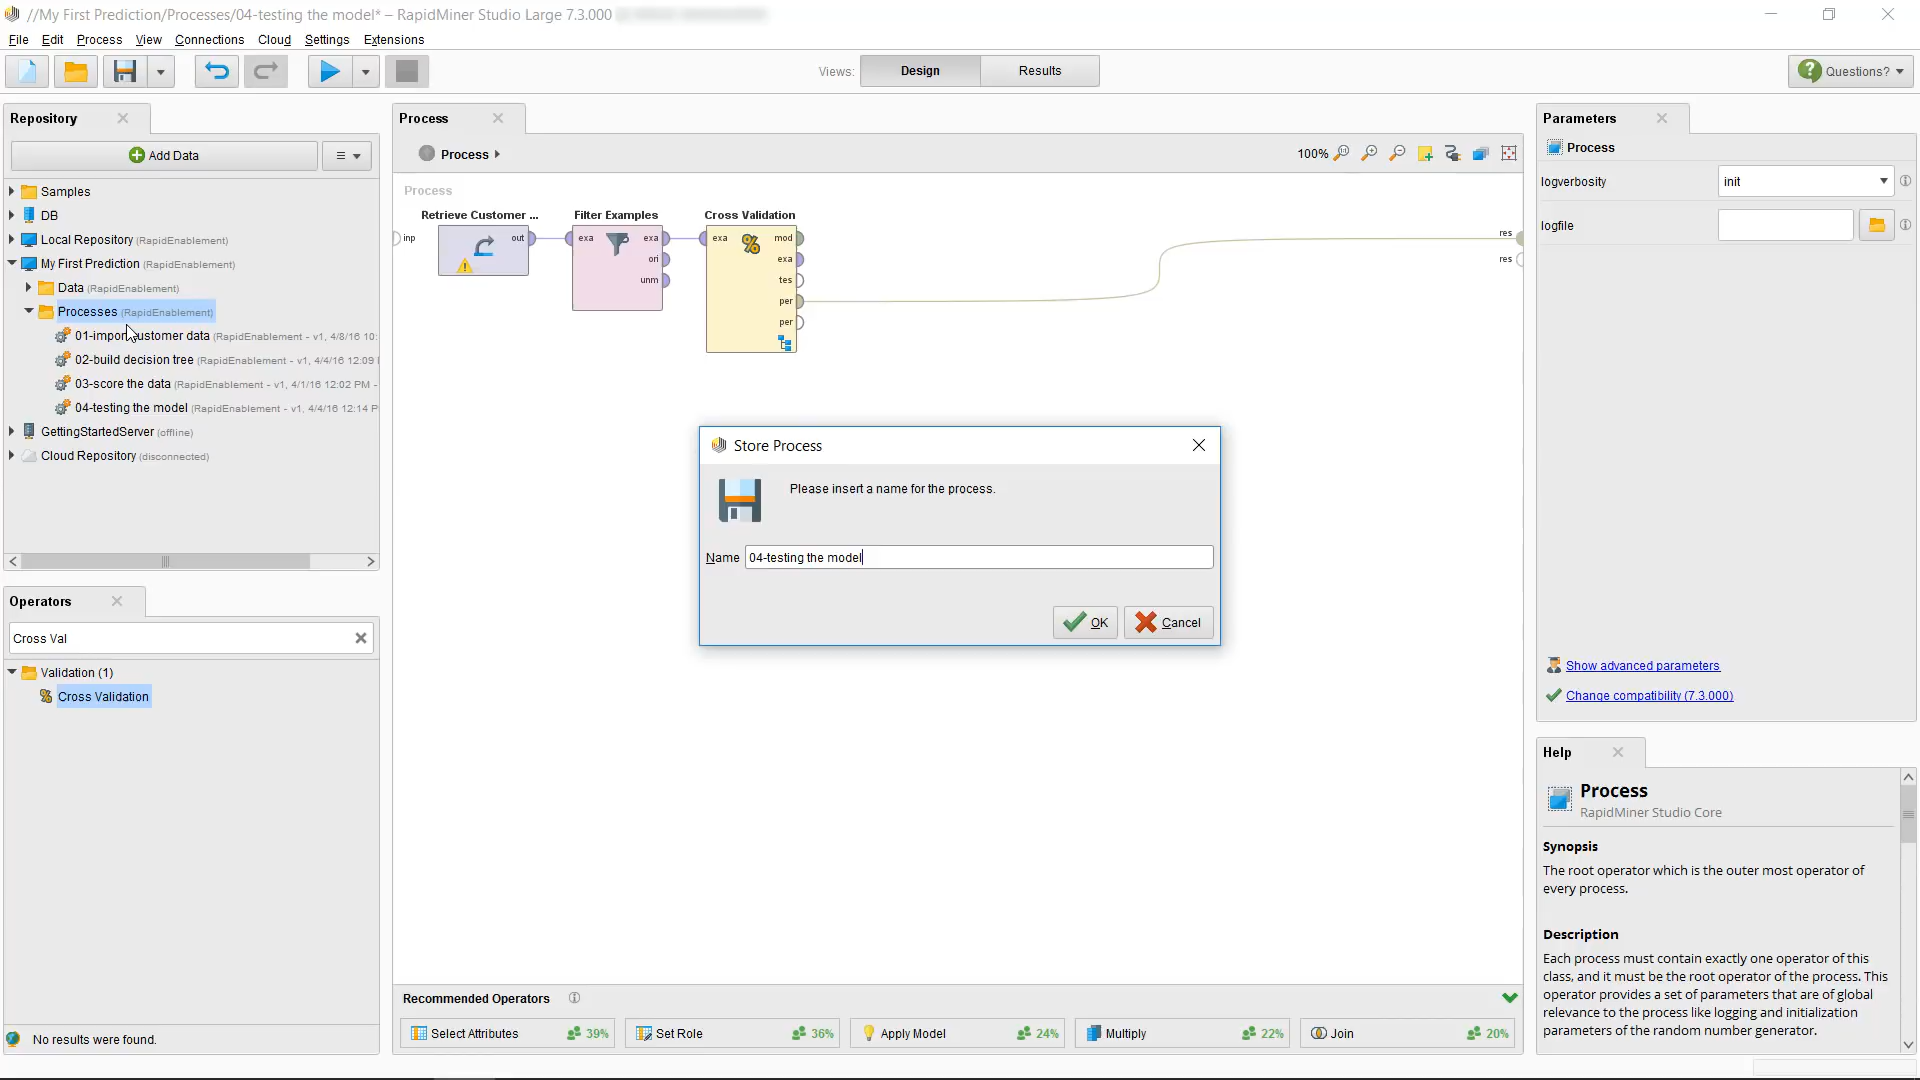 //My First Prediction/Processes/04-testing the model* – RapidMiner Studio Large 7.3.000
File Edit Process View Connections Cloud Settings Extensions
Views: Design Results
Questions?
Repository
Add Data
Samples
DB
Local Repository (RapidEnablement)
My First Prediction (RapidEnablement)
Data (RapidEnablement)
Processes (RapidEnablement)
01-import customer data (RapidEnablement - v1, 4/8/16 10:
02-build decision tree (RapidEnablement - v1, 4/4/16 12:09
03-score the data (RapidEnablement - v1, 4/1/16 12:02 PM -
04-testing the model (RapidEnablement - v1, 4/4/16 12:14 P
GettingStartedServer (offline)
Cloud Repository (disconnected)
Operators
Cross Val
Validation (1)
Cross Validation
No results were found.
Process
Process
100%
Process
Retrieve Customer ... Filter Examples Cross Validation
inp out exa exa exa mod res
ori exa res
unm tes
per
per
Store Process
Please insert a name for the process.
Name 04-testing the model
OK Cancel
Recommended Operators
Select Attributes 39% Set Role 36% Apply Model 24% Multiply 22% Join 20%
Parameters
Process
logverbosity init
logfile
Show advanced parameters
Change compatibility (7.3.000)
Help
Process
RapidMiner Studio Core
Synopsis
The root operator which is the outer most operator of
every process.
Description
Each process must contain exactly one operator of this
class, and it must be the root operator of the process. This
operator provides a set of parameters that are of global
relevance to the process like logging and initialization
parameters of the random number generator.